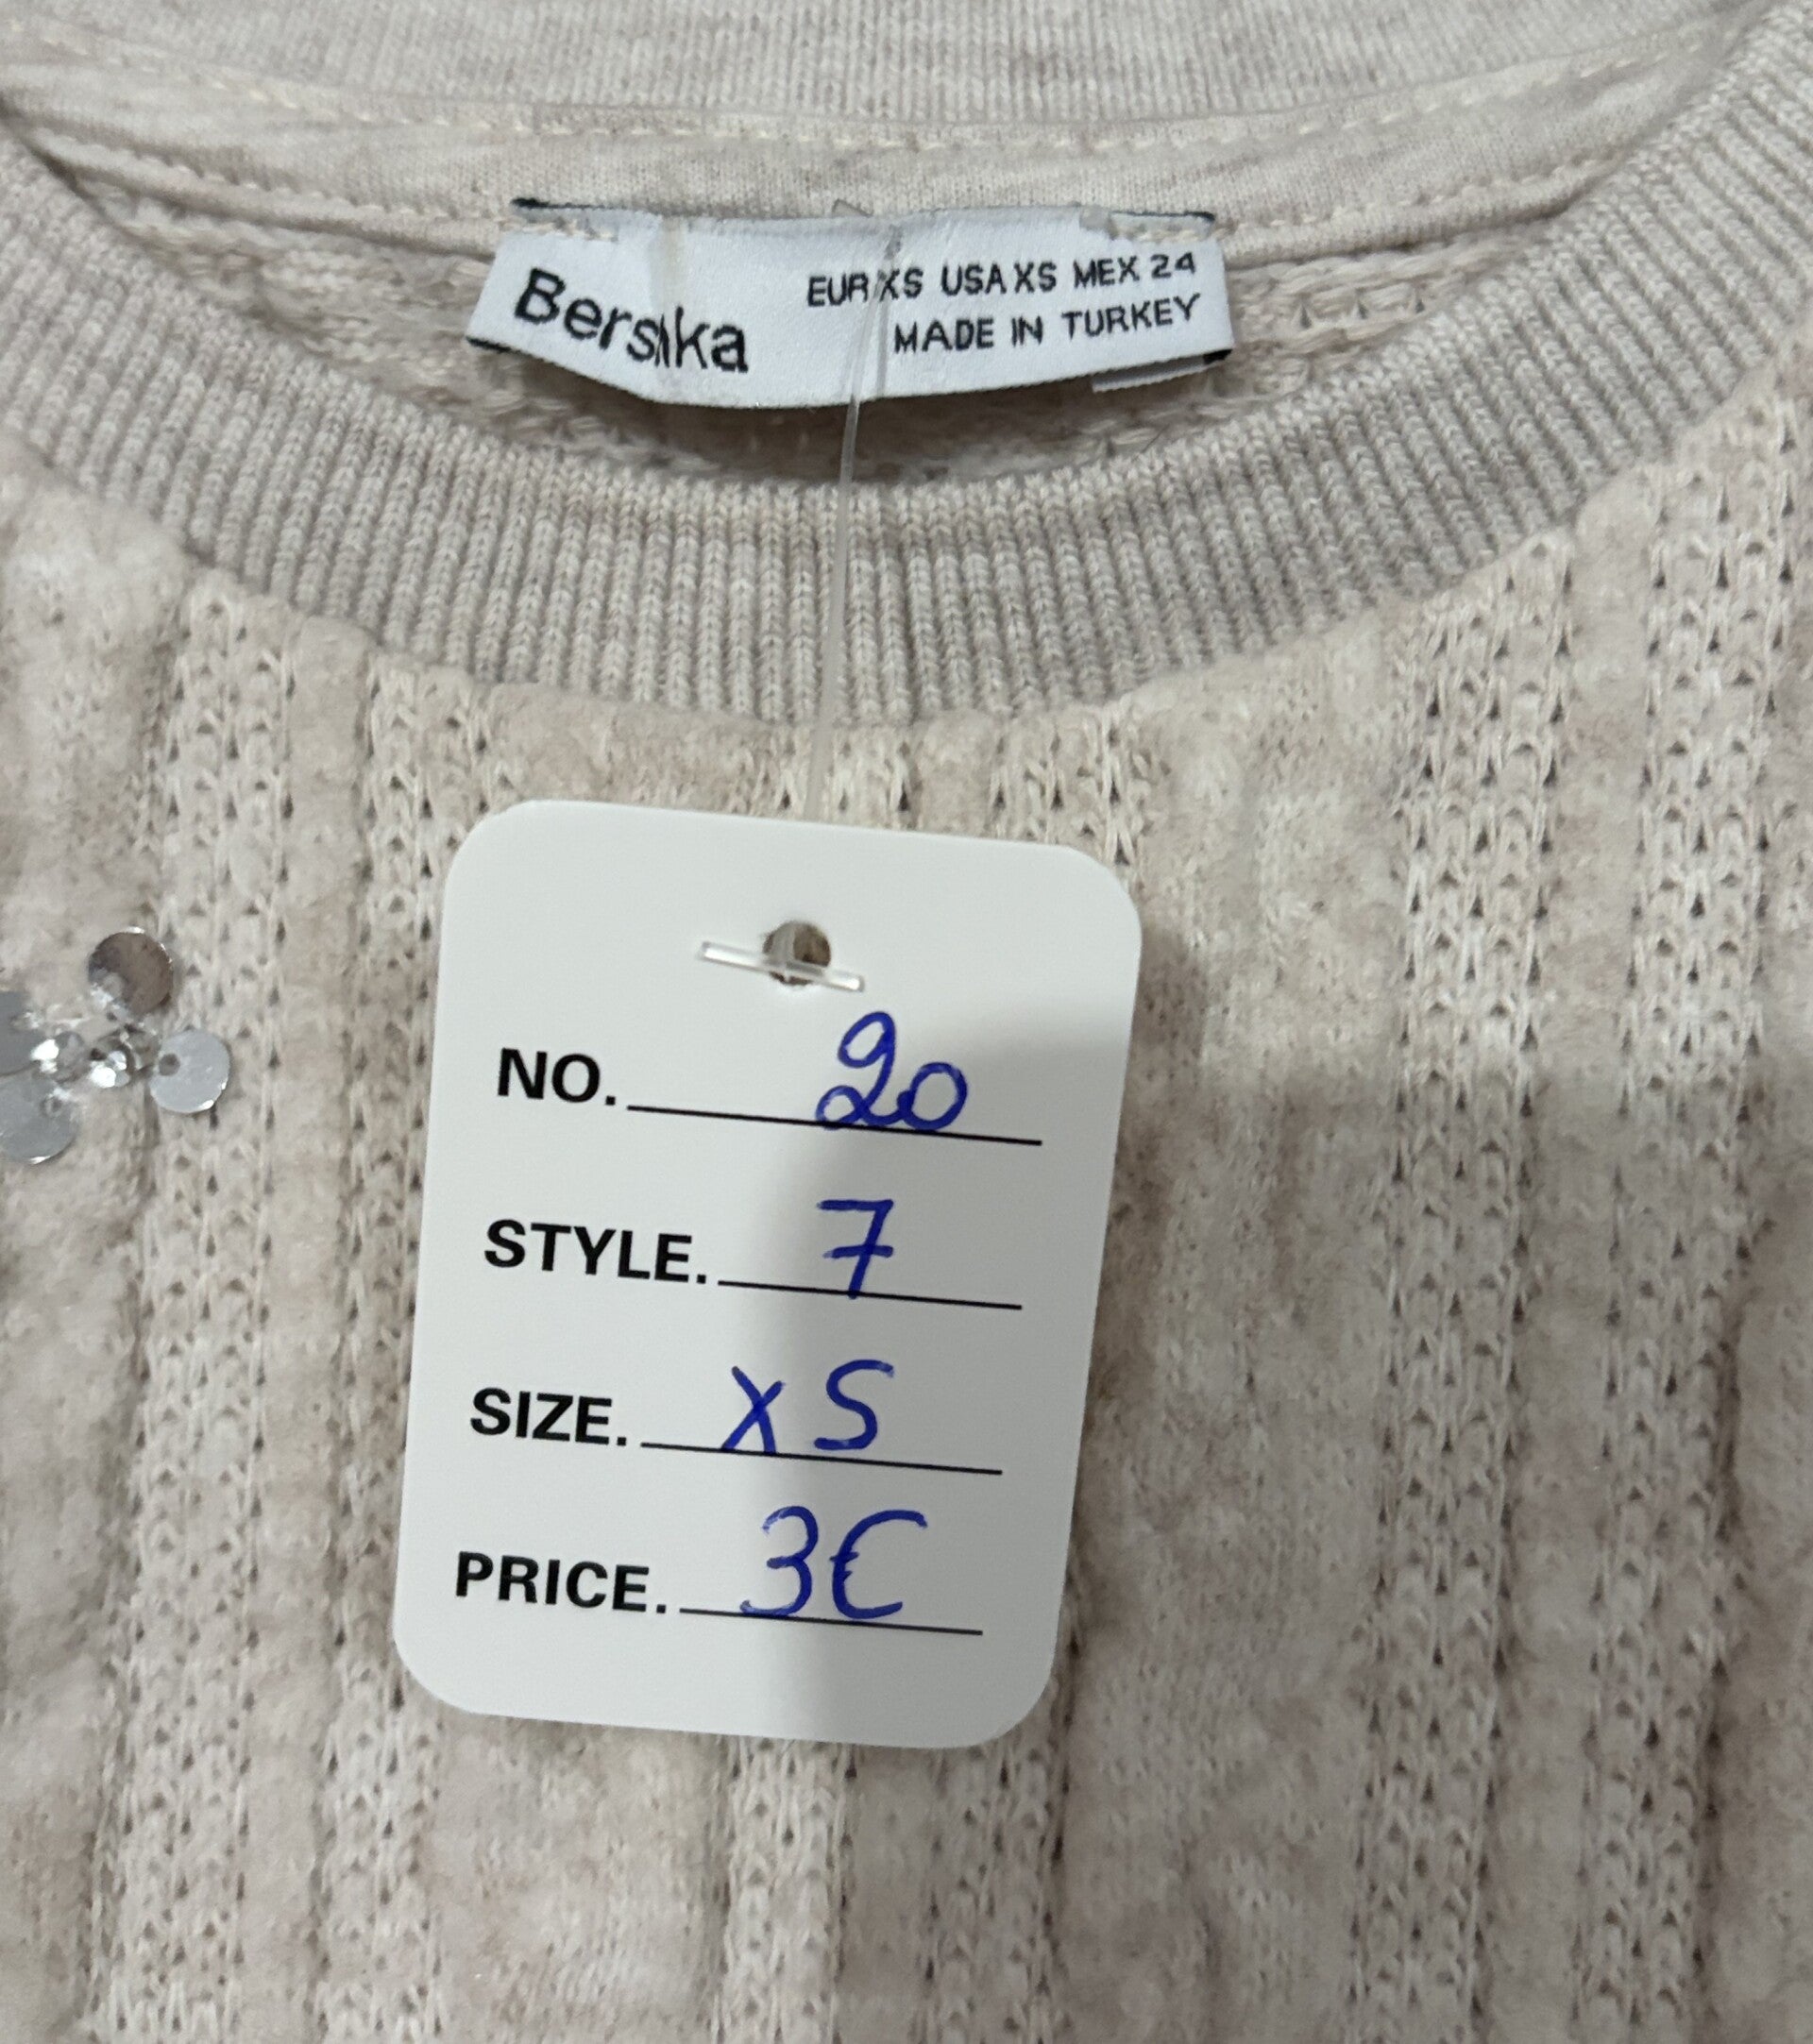 Bershka
EUR XS USA XS MEX 24
MADE IN TURKEY
NO. 20
STYLE. 7
SIZE. XS
PRICE. 3€